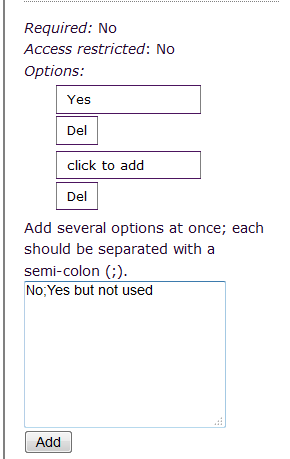 Required: No
Access restricted: No
Options:
Yes
Del
click to add
Del
Add several options at once; each
should be separated with a
semi-colon (;).
No;Yes but not used
Add